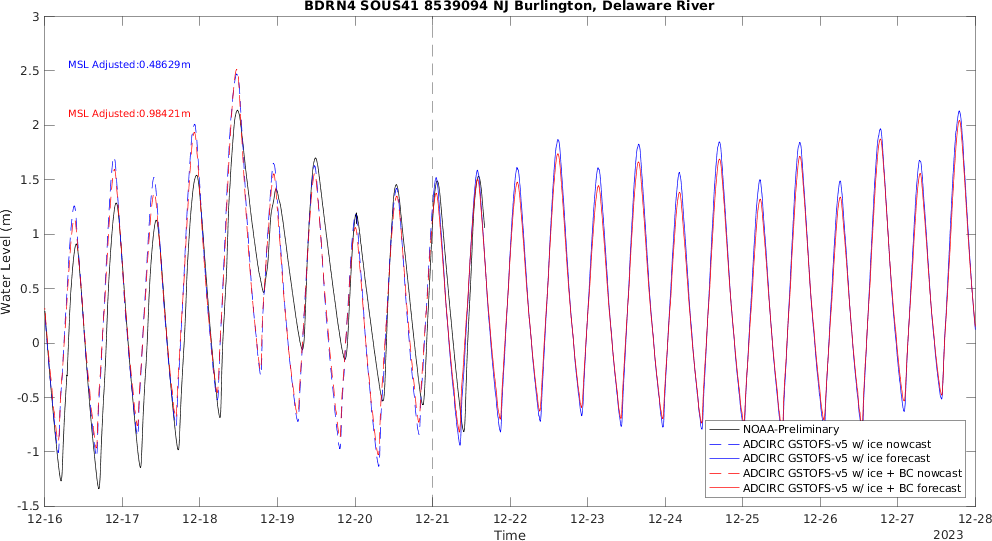 BDRN4 SOUS41 8539094 NJ Burlington, Delaware River
3
2.5
2
1.5
1
0.5
0
-0.5
-1
-1.5
Water Level (m)
MSL Adjusted:0.48629m
MSL Adjusted:0.98421m
NOAA-Preliminary
ADCIRC GSTOFS-v5 w/ ice nowcast
ADCIRC GSTOFS-v5 w/ ice forecast
ADCIRC GSTOFS-v5 w/ ice + BC nowcast
ADCIRC GSTOFS-v5 w/ ice + BC forecast
12-16 12-17 12-18 12-19 12-20 12-21 12-22 12-23 12-24 12-25 12-26 12-27 12-28
Time
2023